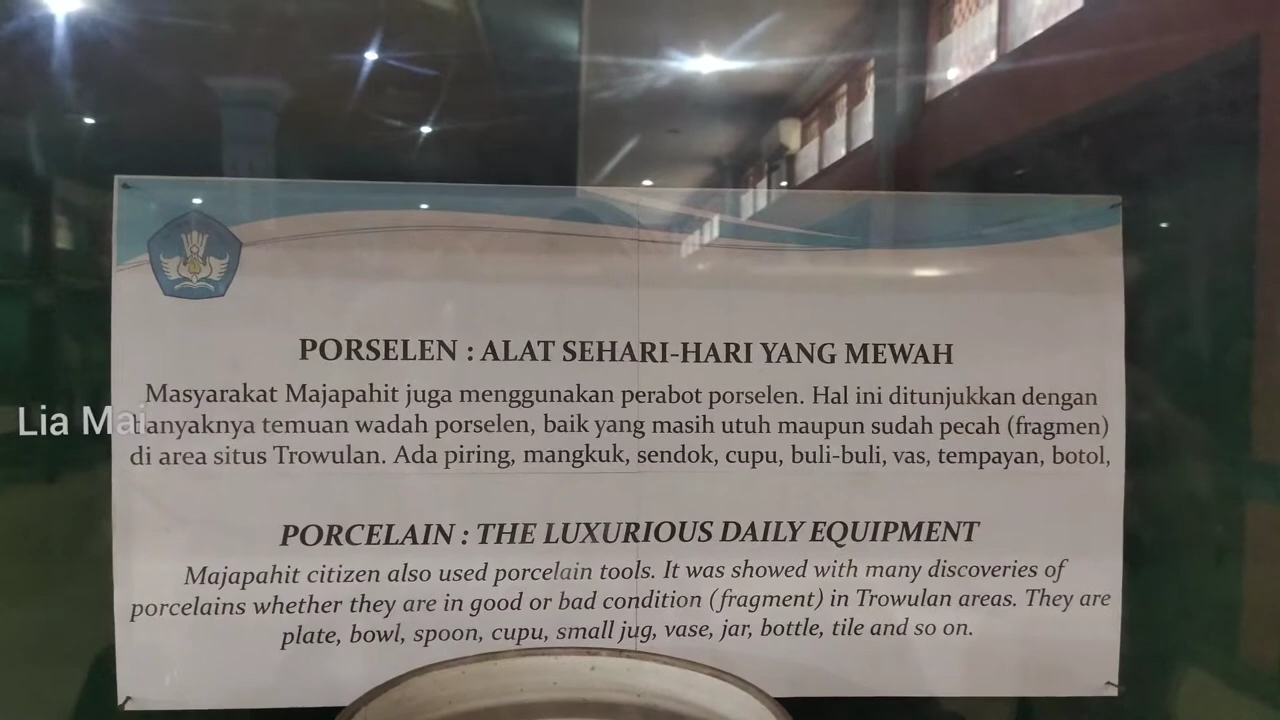 PORSELEN : ALAT SEHARI-HARI YANG MEWAH
Masyarakat Majapahit juga menggunakan perabot porselen. Hal ini ditunjukkan dengan
Lia Mai
banyaknya temuan wadah porselen, baik yang masih utuh maupun sudah pecah (fragmen)
di area situs Trowulan. Ada piring, mangkuk, sendok, cupu, buli-buli, vas, tempayan, botol,
PORCELAIN : THE LUXURIOUS DAILY EQUIPMENT
Majapahit citizen also used porcelain tools. It was showed with many discoveries of
porcelains whether they are in good or bad condition (fragment) in Trowulan areas. They are
plate, bowl, spoon, cupu, small jug, vase, jar, bottle, tile and so on.